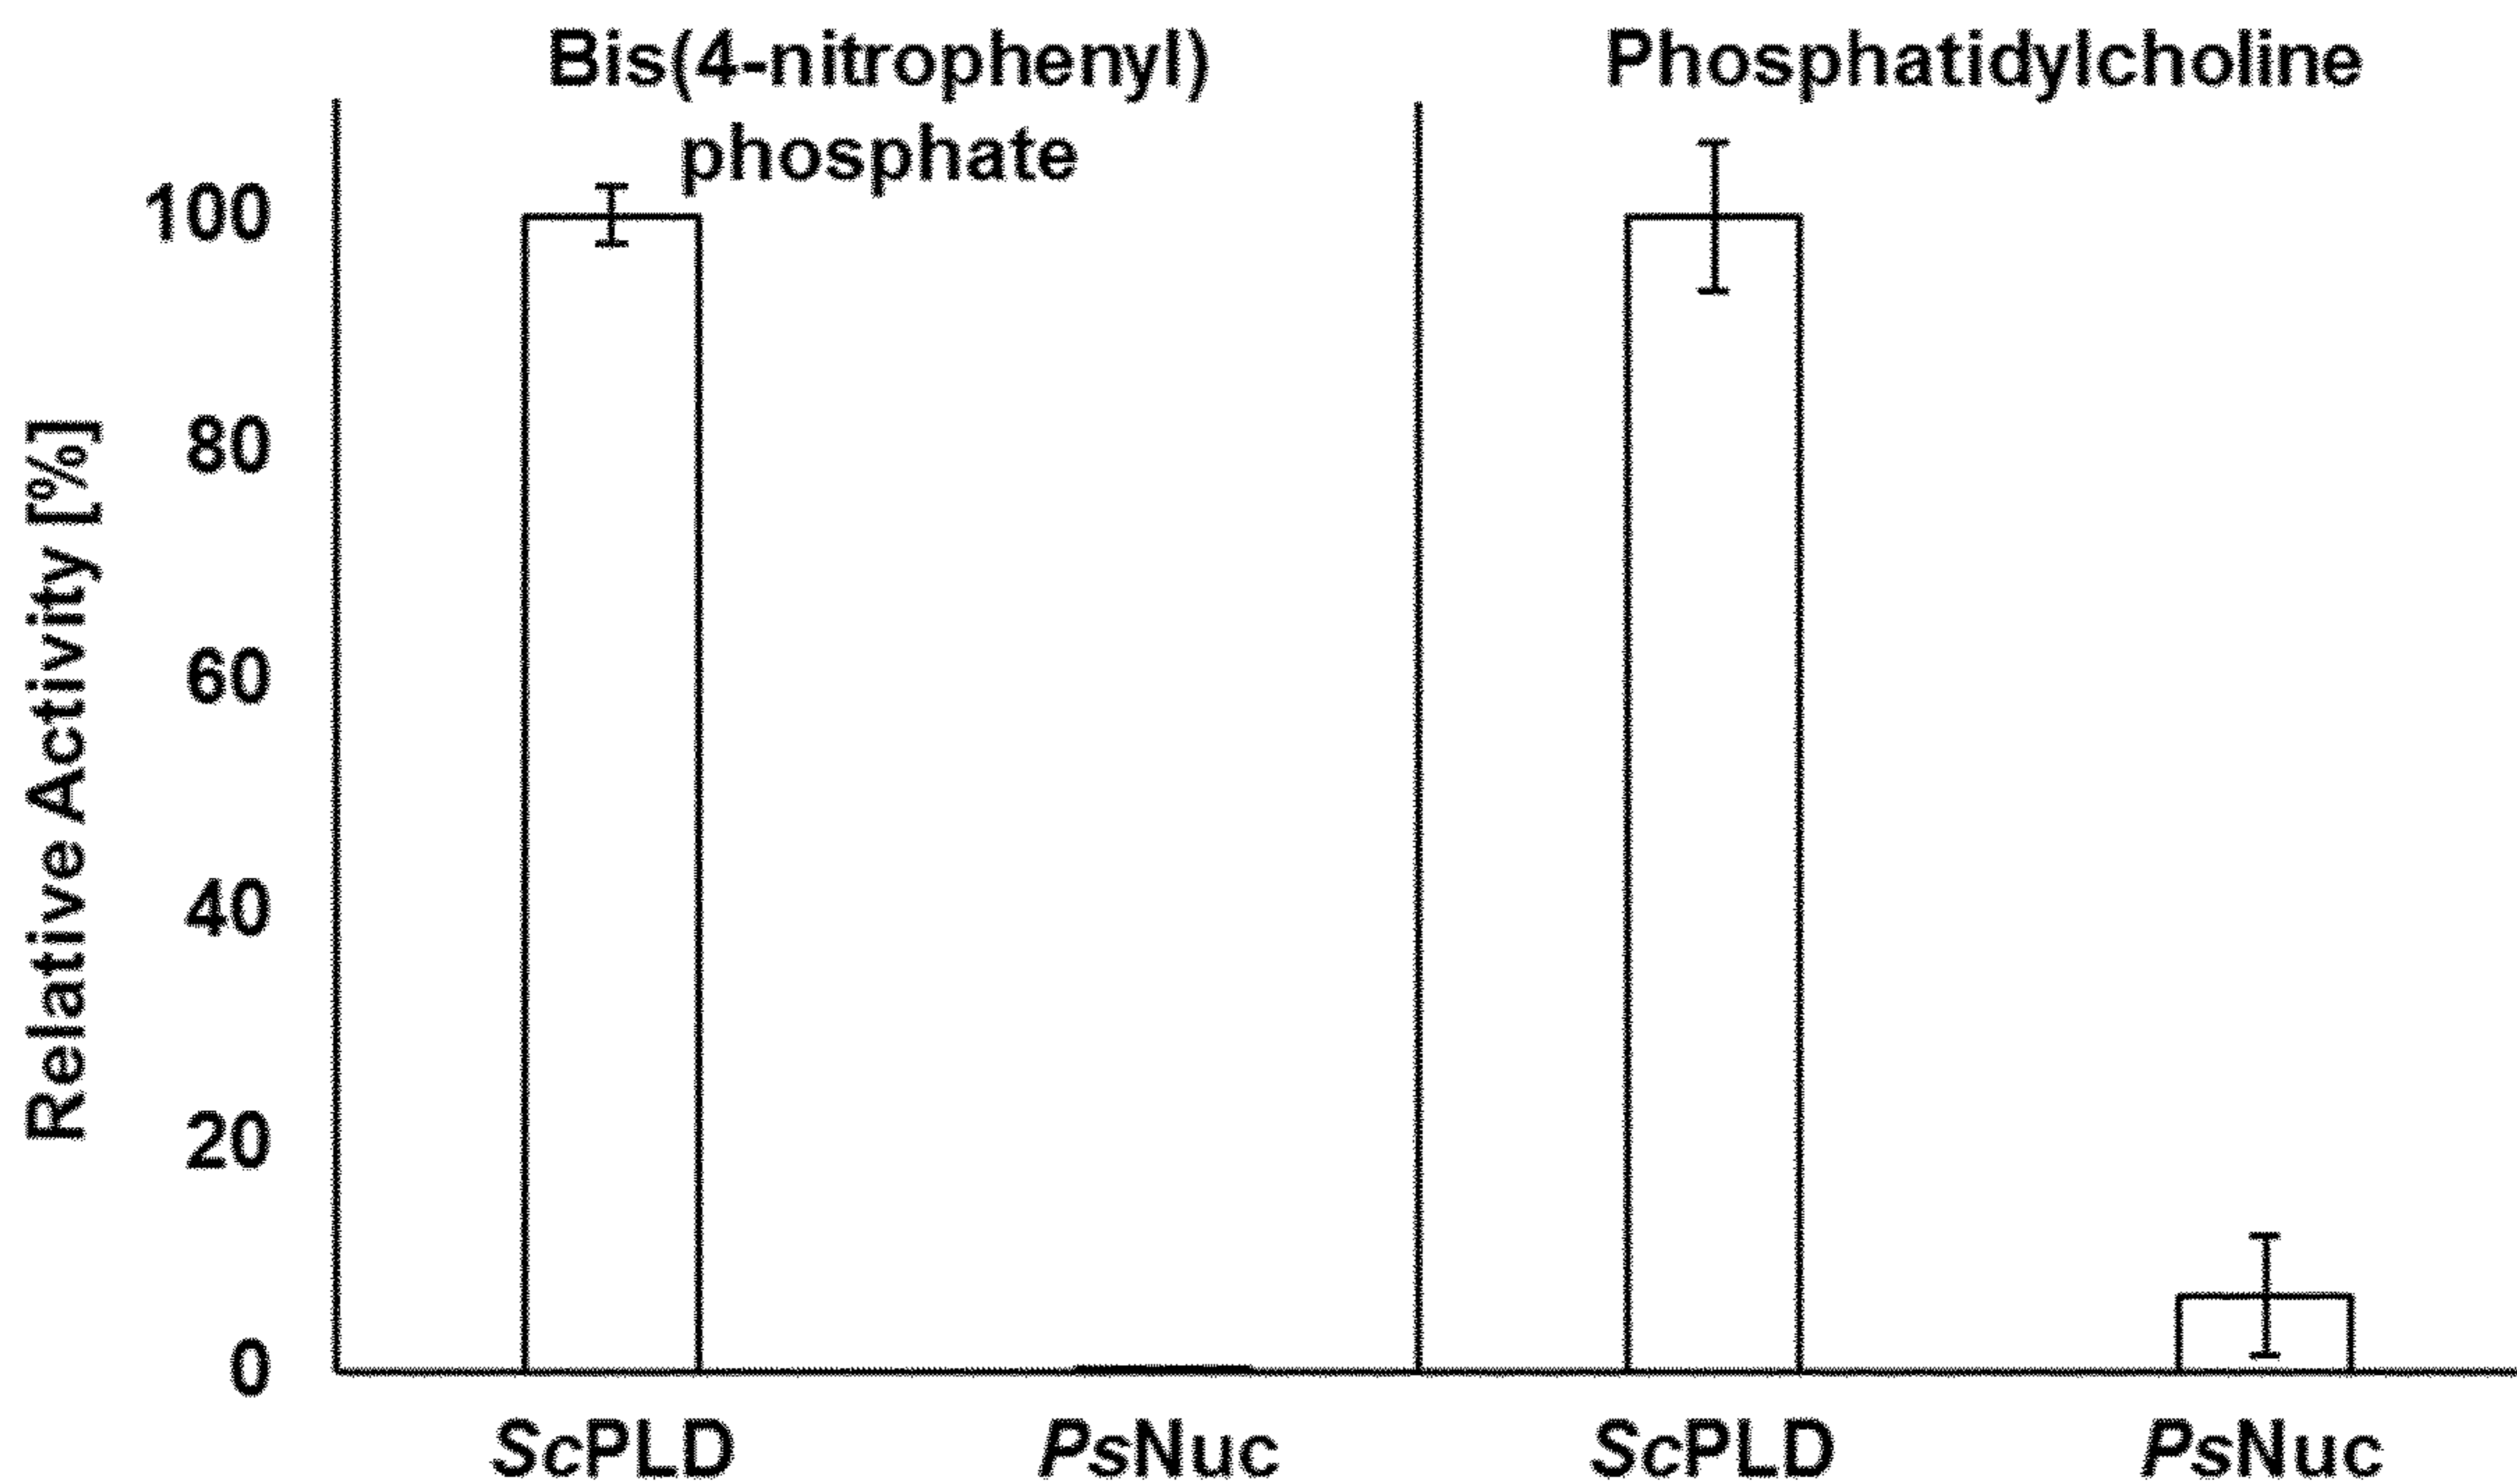 Bis(4-nitrophenyl)
phosphate
Phosphatidylcholine
Relative Activity [%]
100
80
60
40
20
0
ScPLD
PsNuc
ScPLD
PsNuc